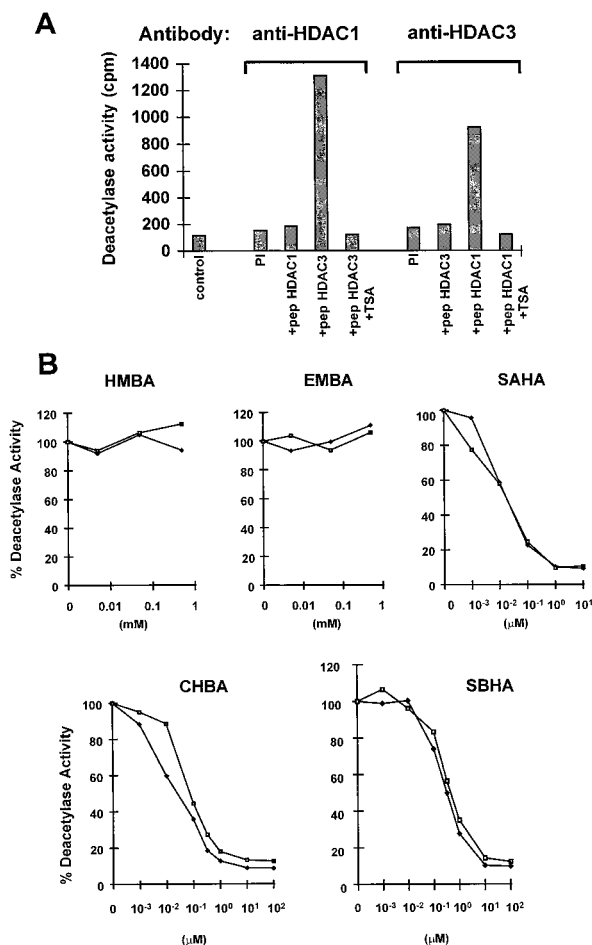 A
Antibody: anti-HDAC1 anti-HDAC3
Deacetylase activity (cpm)
1400
1200
1000
800
600
400
200
0
control
PI
+pep HDAC1
+pep HDAC3
+pep HDAC3
+TSA
PI
+pep HDAC3
+pep HDAC1
+pep HDAC1
+TSA
B
HMBA
% Deacetylase Activity
120
100
80
60
40
20
0
0 0.01 0.1 1
(mM)
EMBA
120
100
80
60
40
20
0
0 0.01 0.1 1
(mM)
SAHA
100
80
60
40
20
0
0 10⁻³ 10⁻² 10⁻¹ 10⁰ 10¹
(μM)
CHBA
% Deacetylase Activity
100
80
60
40
20
0
0 10⁻³ 10⁻² 10⁻¹ 10⁰ 10¹ 10²
(μM)
SBHA
120
100
80
60
40
20
0
0 10⁻³ 10⁻² 10⁻¹ 10⁰ 10¹ 10²
(μM)